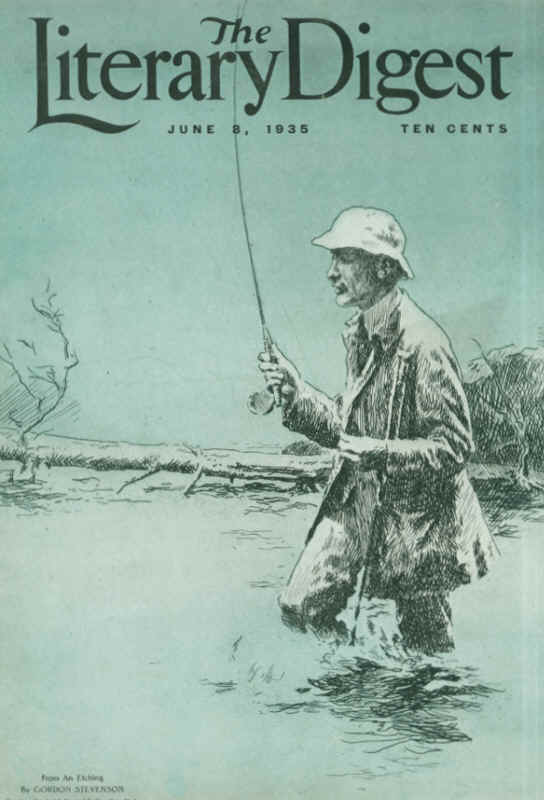 The
Literary Digest
JUNE 8, 1935 TEN CENTS
From An Etching
By GORDON STEVENSON